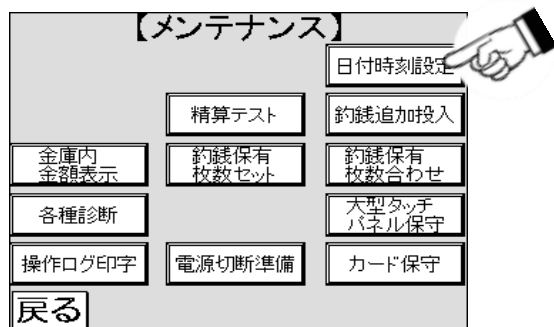 【メンテナンス】
日付時刻設定
精算テスト
釣銭追加投入
金庫内
金額表示
釣銭保有
枚数セット
釣銭保有
枚数合わせ
各種診断
大型タッチ
パネル保守
操作ログ印字
電源切断準備
カード保守
戻る